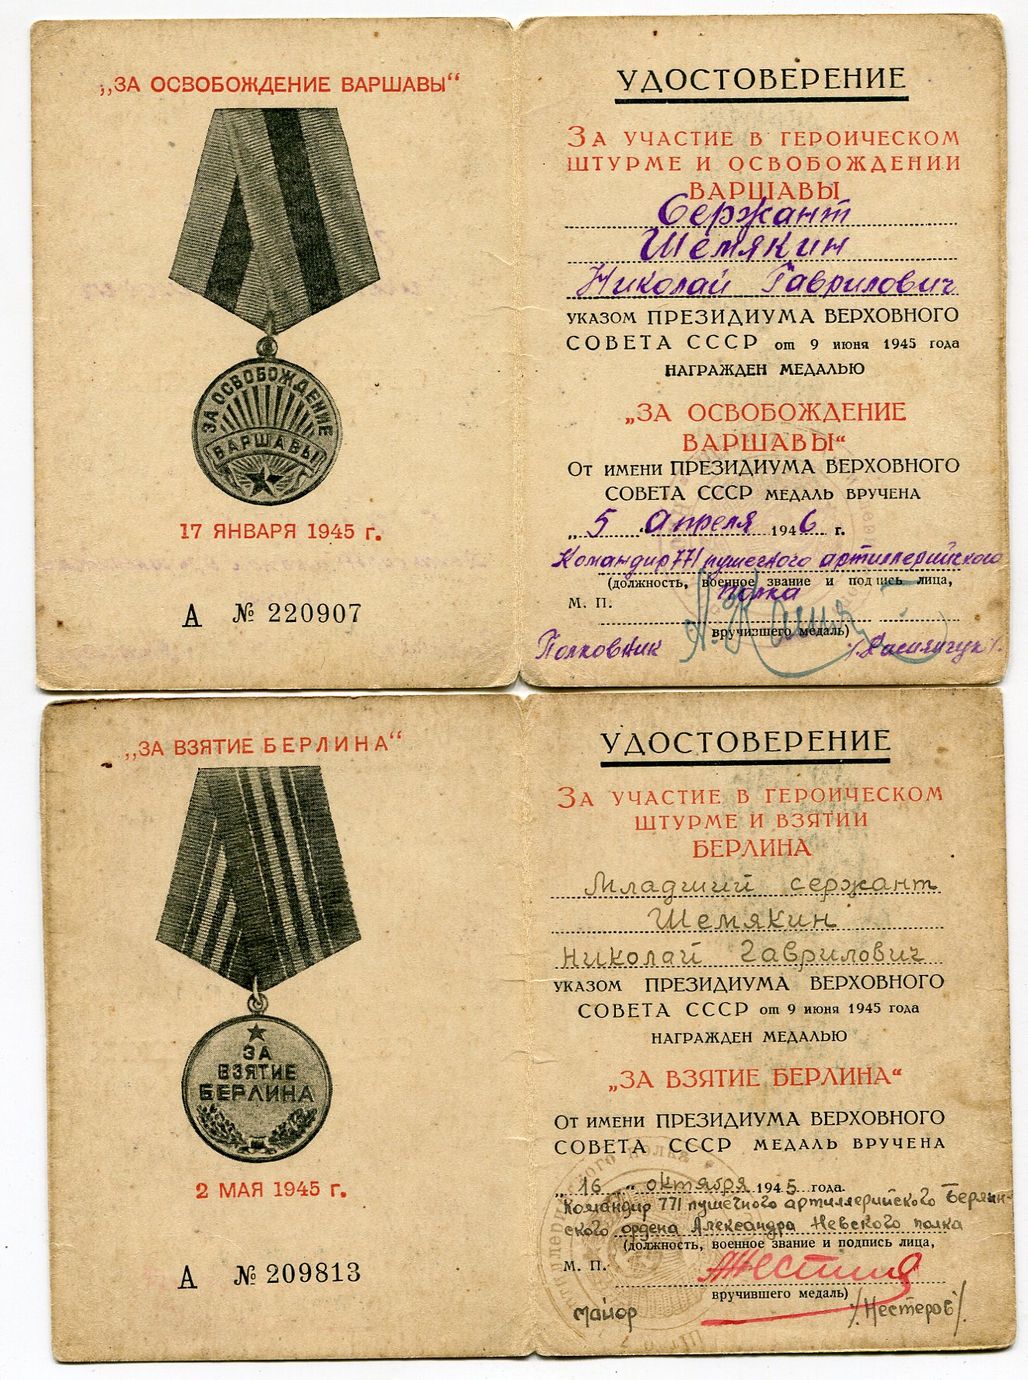 „ЗА ОСВОБОЖДЕНИЕ ВАРШАВЫ“
ЗА ОСВОБОЖДЕНИЕ
ВАРШАВЫ
17 ЯНВАРЯ 1945 г.
А № 220907
УДОСТОВЕРЕНИЕ
ЗА УЧАСТИЕ В ГЕРОИЧЕСКОМ
ШТУРМЕ И ОСВОБОЖДЕНИИ
ВАРШАВЫ
Сержант
Шемякин
Николай Гаврилович
УКАЗОМ ПРЕЗИДИУМА ВЕРХОВНОГО
СОВЕТА СССР от 9 июня 1945 года
НАГРАЖДЕН МЕДАЛЬЮ
„ЗА ОСВОБОЖДЕНИЕ
ВАРШАВЫ“
ОТ ИМЕНИ ПРЕЗИДИУМА ВЕРХОВНОГО
СОВЕТА СССР МЕДАЛЬ ВРУЧЕНА
„5 Апреля 1946 г.
Командир 771 пушечного артиллерийского
полка
(должность, военное звание и подпись лица,
М. П.
вручившего медаль)
Полковник
„ЗА ВЗЯТИЕ БЕРЛИНА“
ЗА
ВЗЯТИЕ
БЕРЛИНА
2 МАЯ 1945 г.
А № 209813
УДОСТОВЕРЕНИЕ
ЗА УЧАСТИЕ В ГЕРОИЧЕСКОМ
ШТУРМЕ И ВЗЯТИИ
БЕРЛИНА
Младший сержант
Шемякин
Николай Гаврилович
УКАЗОМ ПРЕЗИДИУМА ВЕРХОВНОГО
СОВЕТА СССР от 9 июня 1945 года
НАГРАЖДЕН МЕДАЛЬЮ
„ЗА ВЗЯТИЕ БЕРЛИНА“
ОТ ИМЕНИ ПРЕЗИДИУМА ВЕРХОВНОГО
СОВЕТА СССР МЕДАЛЬ ВРУЧЕНА
„16“ октября 1945 года.
Командир 771 пушечного артиллерийского Берлин-
ского ордена Александра Невского полка
(должность, военное звание и подпись лица,
М. П.
вручившего медаль)
майор /Нестеров/